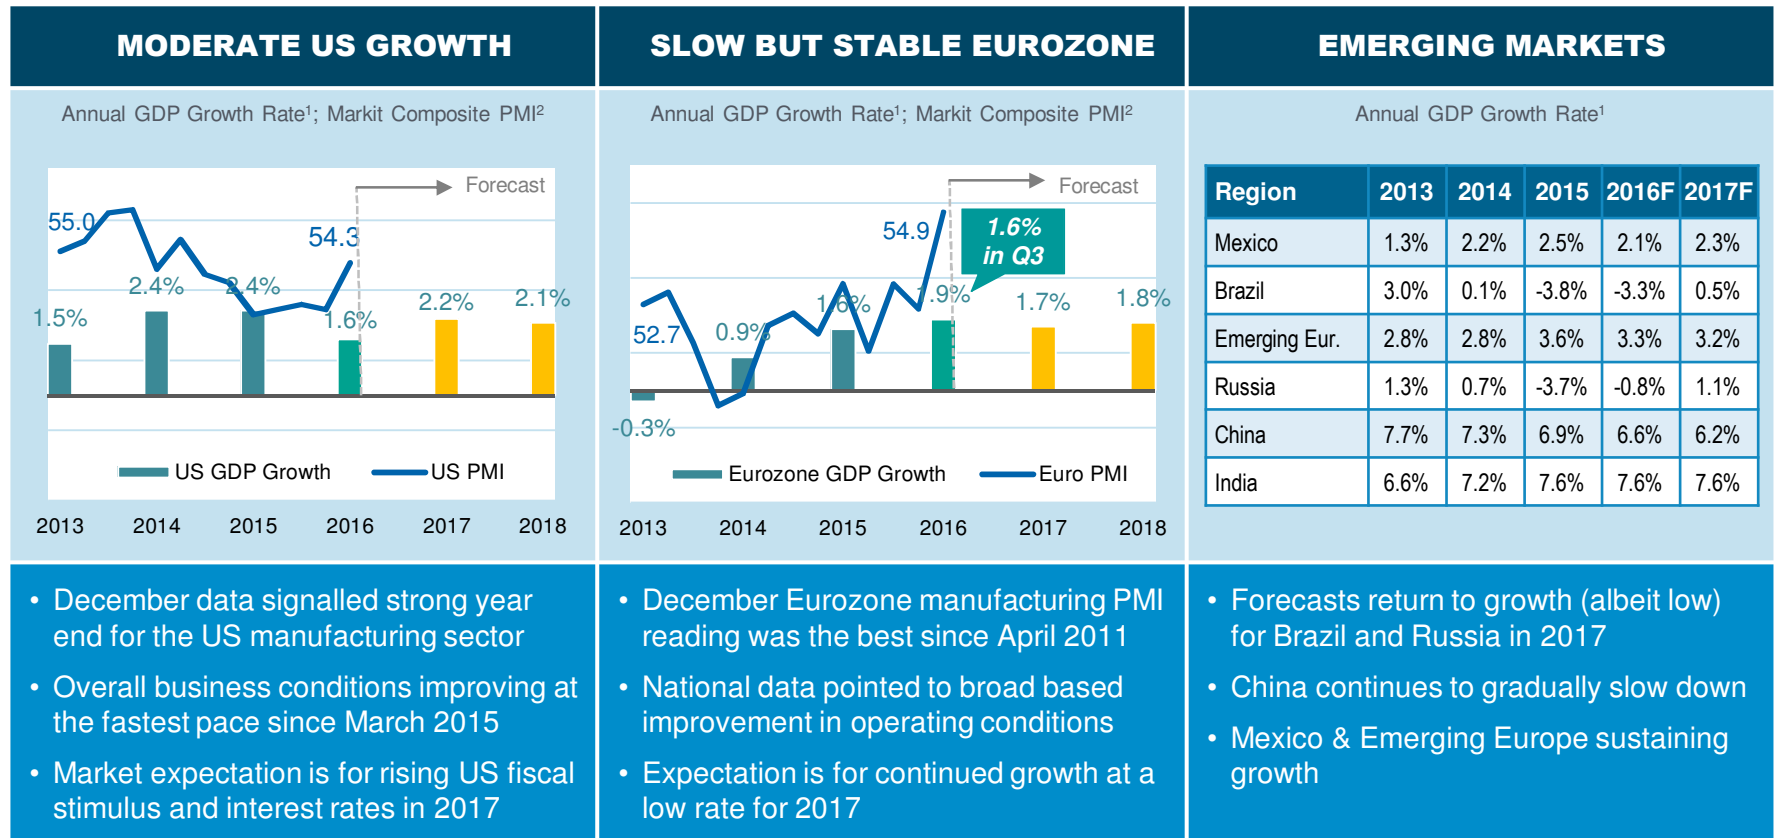 MODERATE US GROWTH
Annual GDP Growth Rate¹; Markit Composite PMI²
Forecast
55.0
54.3
2.4%
2.4%
2.2%
2.1%
1.5%
1.6%
US GDP Growth
US PMI
2013 2014 2015 2016 2017 2018
• December data signalled strong year
end for the US manufacturing sector
• Overall business conditions improving at
the fastest pace since March 2015
• Market expectation is for rising US fiscal
stimulus and interest rates in 2017
SLOW BUT STABLE EUROZONE
Annual GDP Growth Rate¹; Markit Composite PMI²
Forecast
54.9
1.6%
in Q3
1.6%
1.9%
1.7%
1.8%
52.7
0.9%
-0.3%
Eurozone GDP Growth
Euro PMI
2013 2014 2015 2016 2017 2018
• December Eurozone manufacturing PMI
reading was the best since April 2011
• National data pointed to broad based
improvement in operating conditions
• Expectation is for continued growth at a
low rate for 2017
EMERGING MARKETS
Annual GDP Growth Rate¹
Region 2013 2014 2015 2016F 2017F
Mexico 1.3% 2.2% 2.5% 2.1% 2.3%
Brazil 3.0% 0.1% -3.8% -3.3% 0.5%
Emerging Eur. 2.8% 2.8% 3.6% 3.3% 3.2%
Russia 1.3% 0.7% -3.7% -0.8% 1.1%
China 7.7% 7.3% 6.9% 6.6% 6.2%
India 6.6% 7.2% 7.6% 7.6% 7.6%
• Forecasts return to growth (albeit low)
for Brazil and Russia in 2017
• China continues to gradually slow down
• Mexico & Emerging Europe sustaining
growth